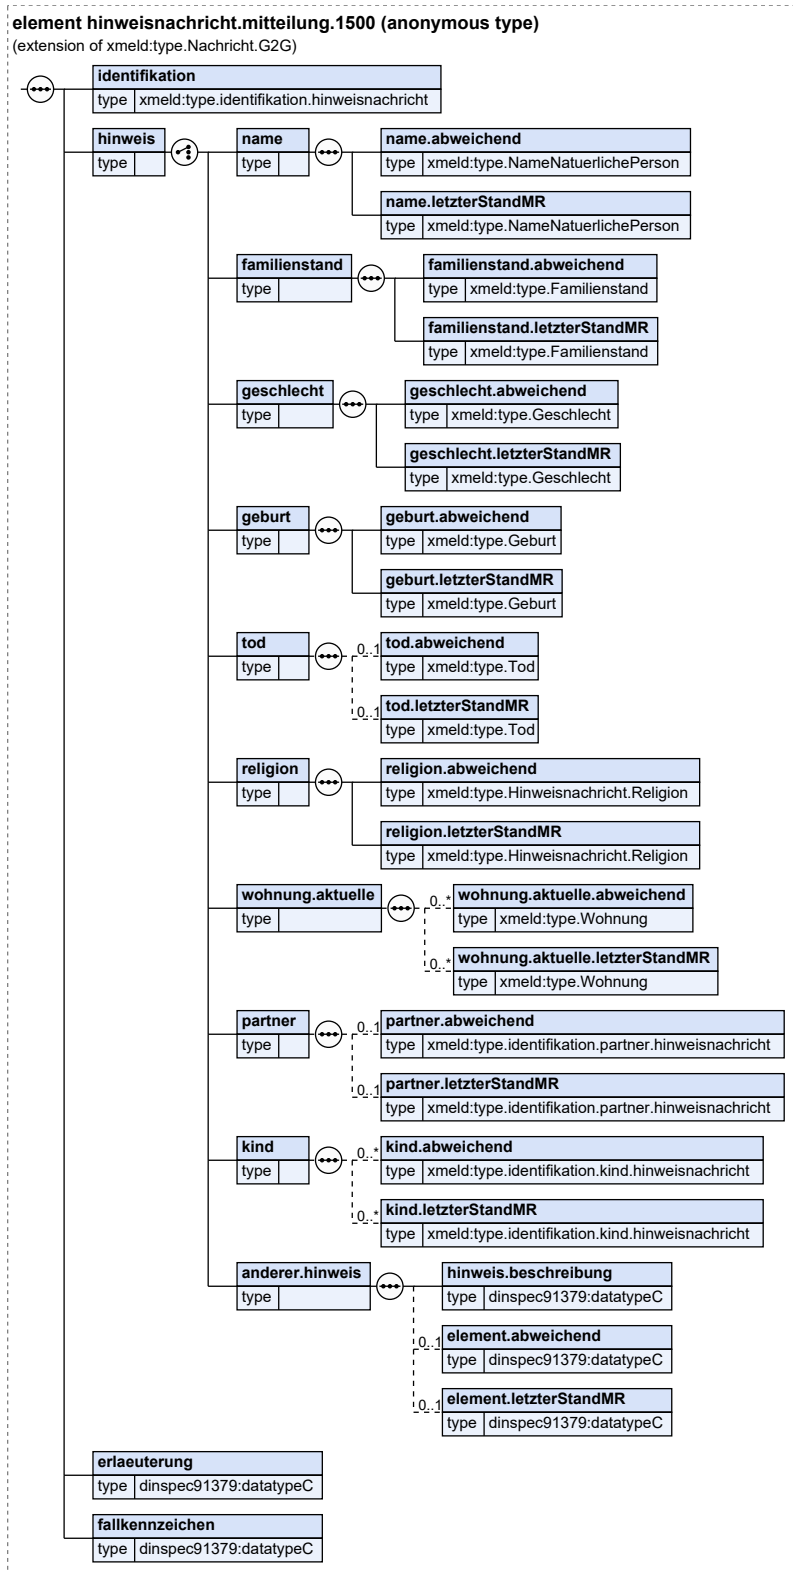 element hinweisnachricht.mitteilung.1500 (anonymous type)
(extension of xmeld:type.Nachricht.G2G)
identifikation
type xmeld:type.identifikation.hinweisnachricht
hinweis
type
name
type
name.abweichend
type xmeld:type.NameNatuerlichePerson
name.letzterStandMR
type xmeld:type.NameNatuerlichePerson
familienstand
type
familienstand.abweichend
type xmeld:type.Familienstand
familienstand.letzterStandMR
type xmeld:type.Familienstand
geschlecht
type
geschlecht.abweichend
type xmeld:type.Geschlecht
geschlecht.letzterStandMR
type xmeld:type.Geschlecht
geburt
type
geburt.abweichend
type xmeld:type.Geburt
geburt.letzterStandMR
type xmeld:type.Geburt
tod
type
0..1 tod.abweichend
type xmeld:type.Tod
0..1 tod.letzterStandMR
type xmeld:type.Tod
religion
type
religion.abweichend
type xmeld:type.Hinweisnachricht.Religion
religion.letzterStandMR
type xmeld:type.Hinweisnachricht.Religion
wohnung.aktuelle
type
0..* wohnung.aktuelle.abweichend
type xmeld:type.Wohnung
0..* wohnung.aktuelle.letzterStandMR
type xmeld:type.Wohnung
partner
type
0..1 partner.abweichend
type xmeld:type.identifikation.partner.hinweisnachricht
0..1 partner.letzterStandMR
type xmeld:type.identifikation.partner.hinweisnachricht
kind
type
0..* kind.abweichend
type xmeld:type.identifikation.kind.hinweisnachricht
0..* kind.letzterStandMR
type xmeld:type.identifikation.kind.hinweisnachricht
anderer.hinweis
type
hinweis.beschreibung
type dinspec91379:datatypeC
0..1 element.abweichend
type dinspec91379:datatypeC
0..1 element.letzterStandMR
type dinspec91379:datatypeC
erlaeuterung
type dinspec91379:datatypeC
fallkennzeichen
type dinspec91379:datatypeC